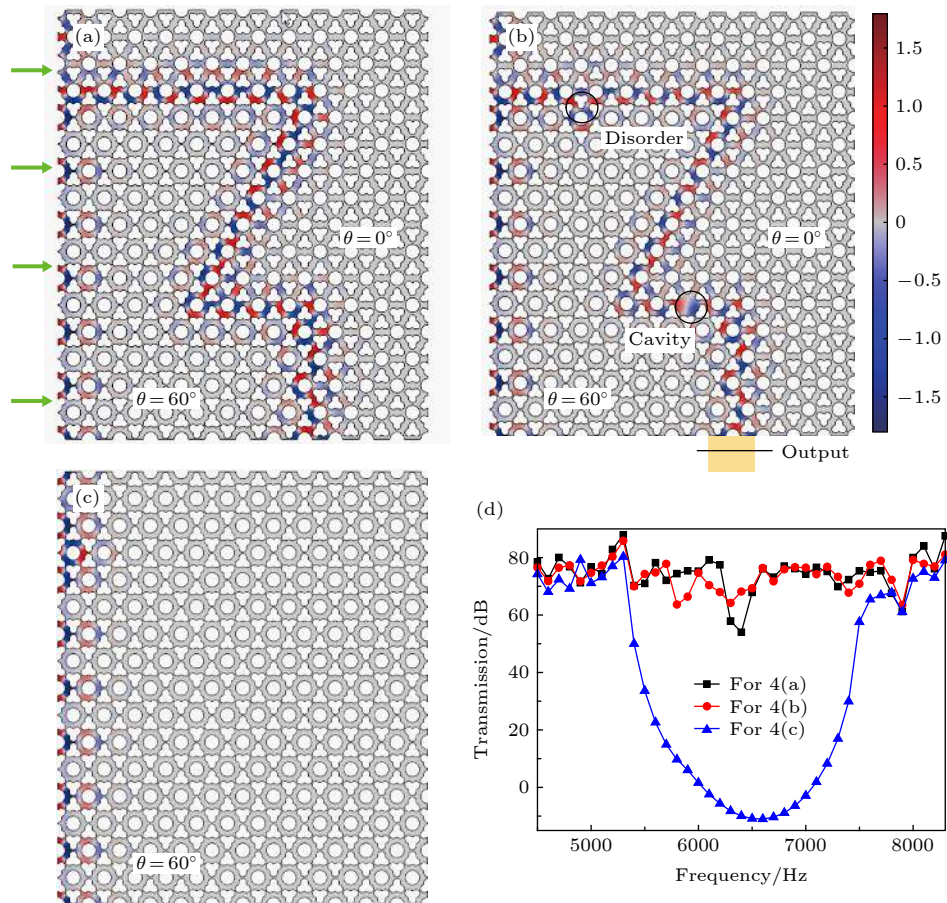 (a)
θ = 0°
θ = 60°
(b)
Disorder
θ = 0°
Cavity
θ = 60°
Output
1.5
1.0
0.5
0
−0.5
−1.0
−1.5
(c)
θ = 60°
(d)
Transmission/dB
80
60
40
20
0
For 4(a)
For 4(b)
For 4(c)
5000 6000 7000 8000
Frequency/Hz